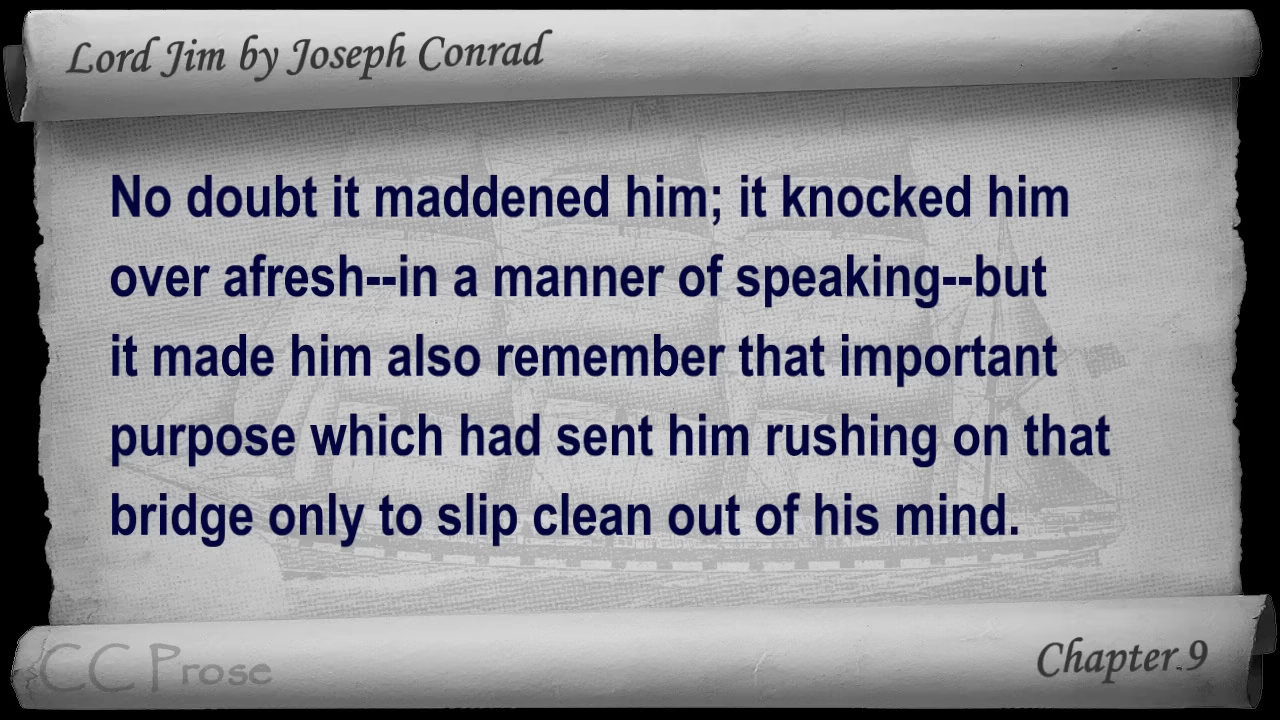 Lord Jim by Joseph Conrad
No doubt it maddened him; it knocked him
over afresh--in a manner of speaking--but
it made him also remember that important
purpose which had sent him rushing on that
bridge only to slip clean out of his mind.
CC Prose
Chapter.9